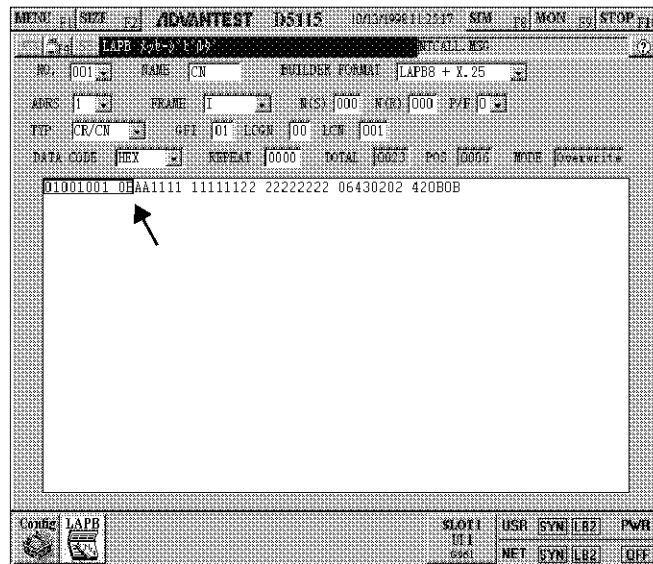 MENU F1 SIZE F2 ADVANTEST D5115 10/13/1998 11:25:17 SIM F8 MON F9 STOP F10
LAPB メッセージビルダ NTCALL.MSG ?
NO. 001 NAME CN BUILDER FORMAT LAPB8 + X.25
ADRS 1 FRAME I N(S) 000 N(R) 000 P/F 0
TYP CR/CN GFI 01 LCGN 00 LCN 001
DATA CODE HEX REPEAT 0000 TOTAL 0023 POS 0006 MODE Overwrite
01001001 0BAA1111 11111122 22222222 06430202 420B0B
Config LAPB SLOT1 USR SYN LB2 PWR
UI1
G961 NET SYN LB2 OFF